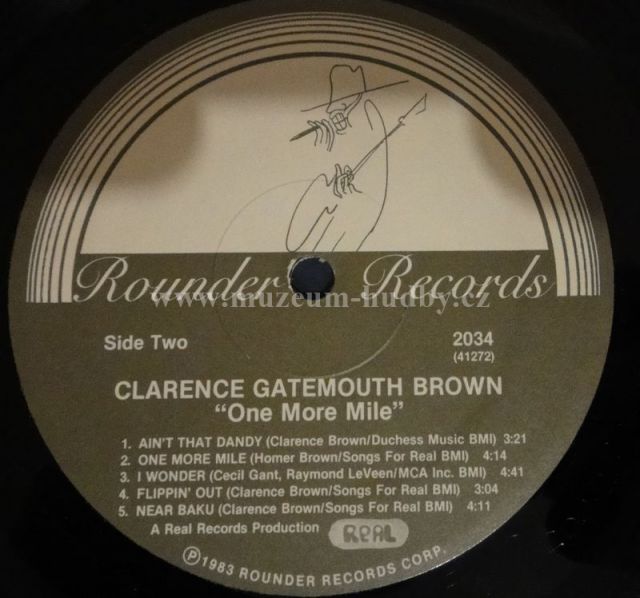 Rounder Records
www.muzeum-hudby.cz
Side Two
2034
(41272)
CLARENCE GATEMOUTH BROWN
"One More Mile"
1. AIN'T THAT DANDY (Clarence Brown/Duchess Music BMI) 3:21
2. ONE MORE MILE (Homer Brown/Songs For Real BMI) 4:14
3. I WONDER (Cecil Gant, Raymond LeVeen/MCA Inc. BMI) 4:41
4. FLIPPIN' OUT (Clarence Brown/Songs For Real BMI) 3:04
5. NEAR BAKU (Clarence Brown/Songs For Real BMI) 4:11
A Real Records Production REAL
℗1983 ROUNDER RECORDS CORP.